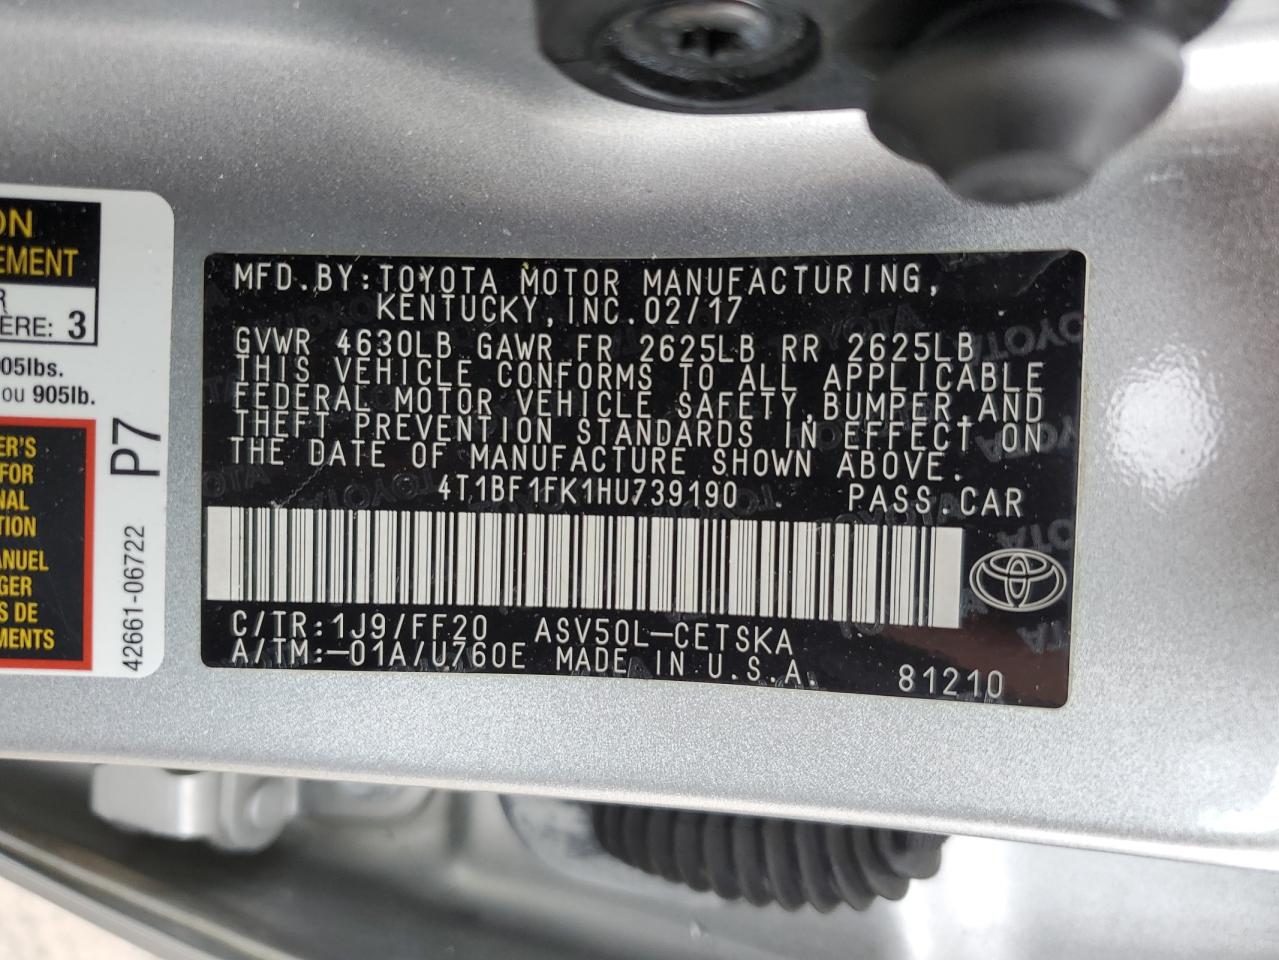 ON
EMENT
R
ERE: 3
905lbs.
ou 905lb.
ER'S
FOR
NAL
TION
ANUEL
GER
S DE
EMENTS
P7
42661-06722
MFD.BY:TOYOTA MOTOR MANUFACTURING,
KENTUCKY,INC.02/17
GVWR 4630LB GAWR FR 2625LB RR 2625LB
THIS VEHICLE CONFORMS TO ALL APPLICABLE
FEDERAL MOTOR VEHICLE SAFETY,BUMPER,AND
THEFT PREVENTION STANDARDS IN EFFECT ON
THE DATE OF MANUFACTURE SHOWN ABOVE.
4T1BF1FK1HU739190 PASS.CAR
C/TR:1J9/FF20 ASV50L-CETSKA
A/TM:-01A/U760E MADE IN U.S.A. 81210